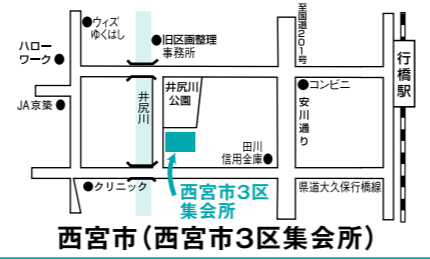 ウィズ
ゆくはし
旧区画整理
事務所
至国道201号
ハロー
ワーク
行橋駅
井尻川
公園
コンビニ
井尻川
安川通り
JA京築
田川
信用金庫
クリニック
西宮市3区
集会所
県道大久保行橋線
西宮市（西宮市3区集会所）